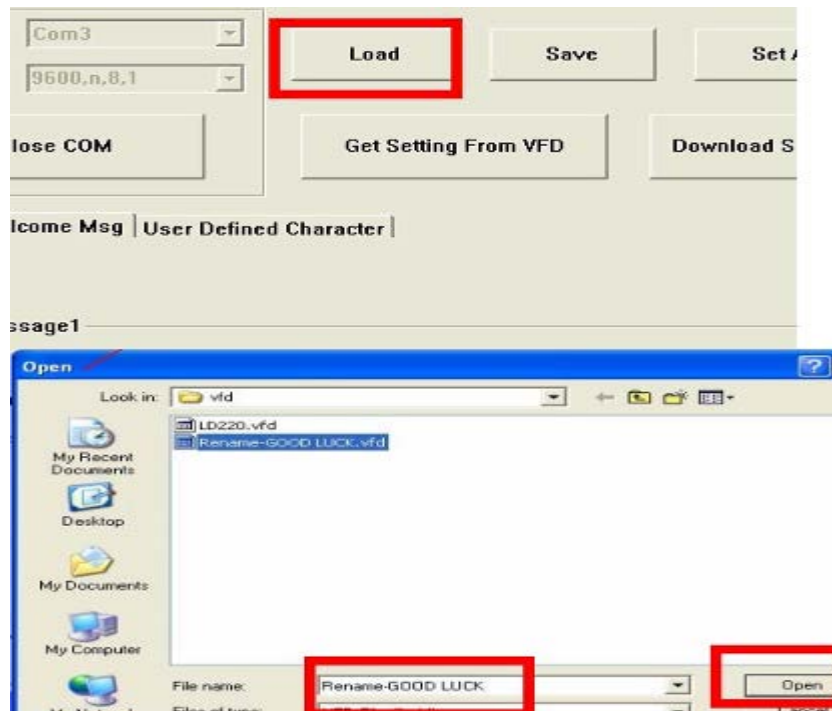 Com3
Load Save Set
9600,n,8,1
lose COM Get Setting From VFD Download S
lcome Msg User Defined Character
ssage1
Open
Look in: vfd
LD220.vfd
Rename-GOOD LUCK.vfd
My Recent
Documents
Desktop
My Documents
My Computer
File name: Rename-GOOD LUCK Open